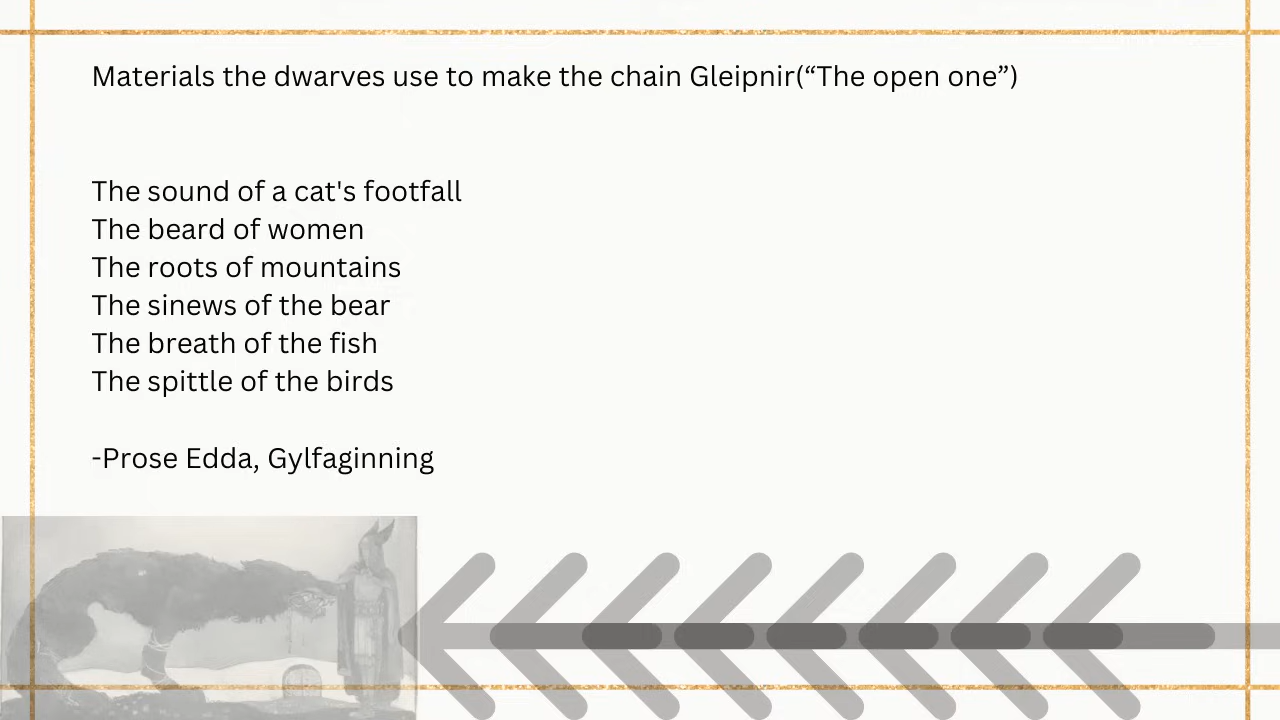 Materials the dwarves use to make the chain Gleipnir(“The open one”)
The sound of a cat's footfall
The beard of women
The roots of mountains
The sinews of the bear
The breath of the fish
The spittle of the birds
-Prose Edda, Gylfaginning